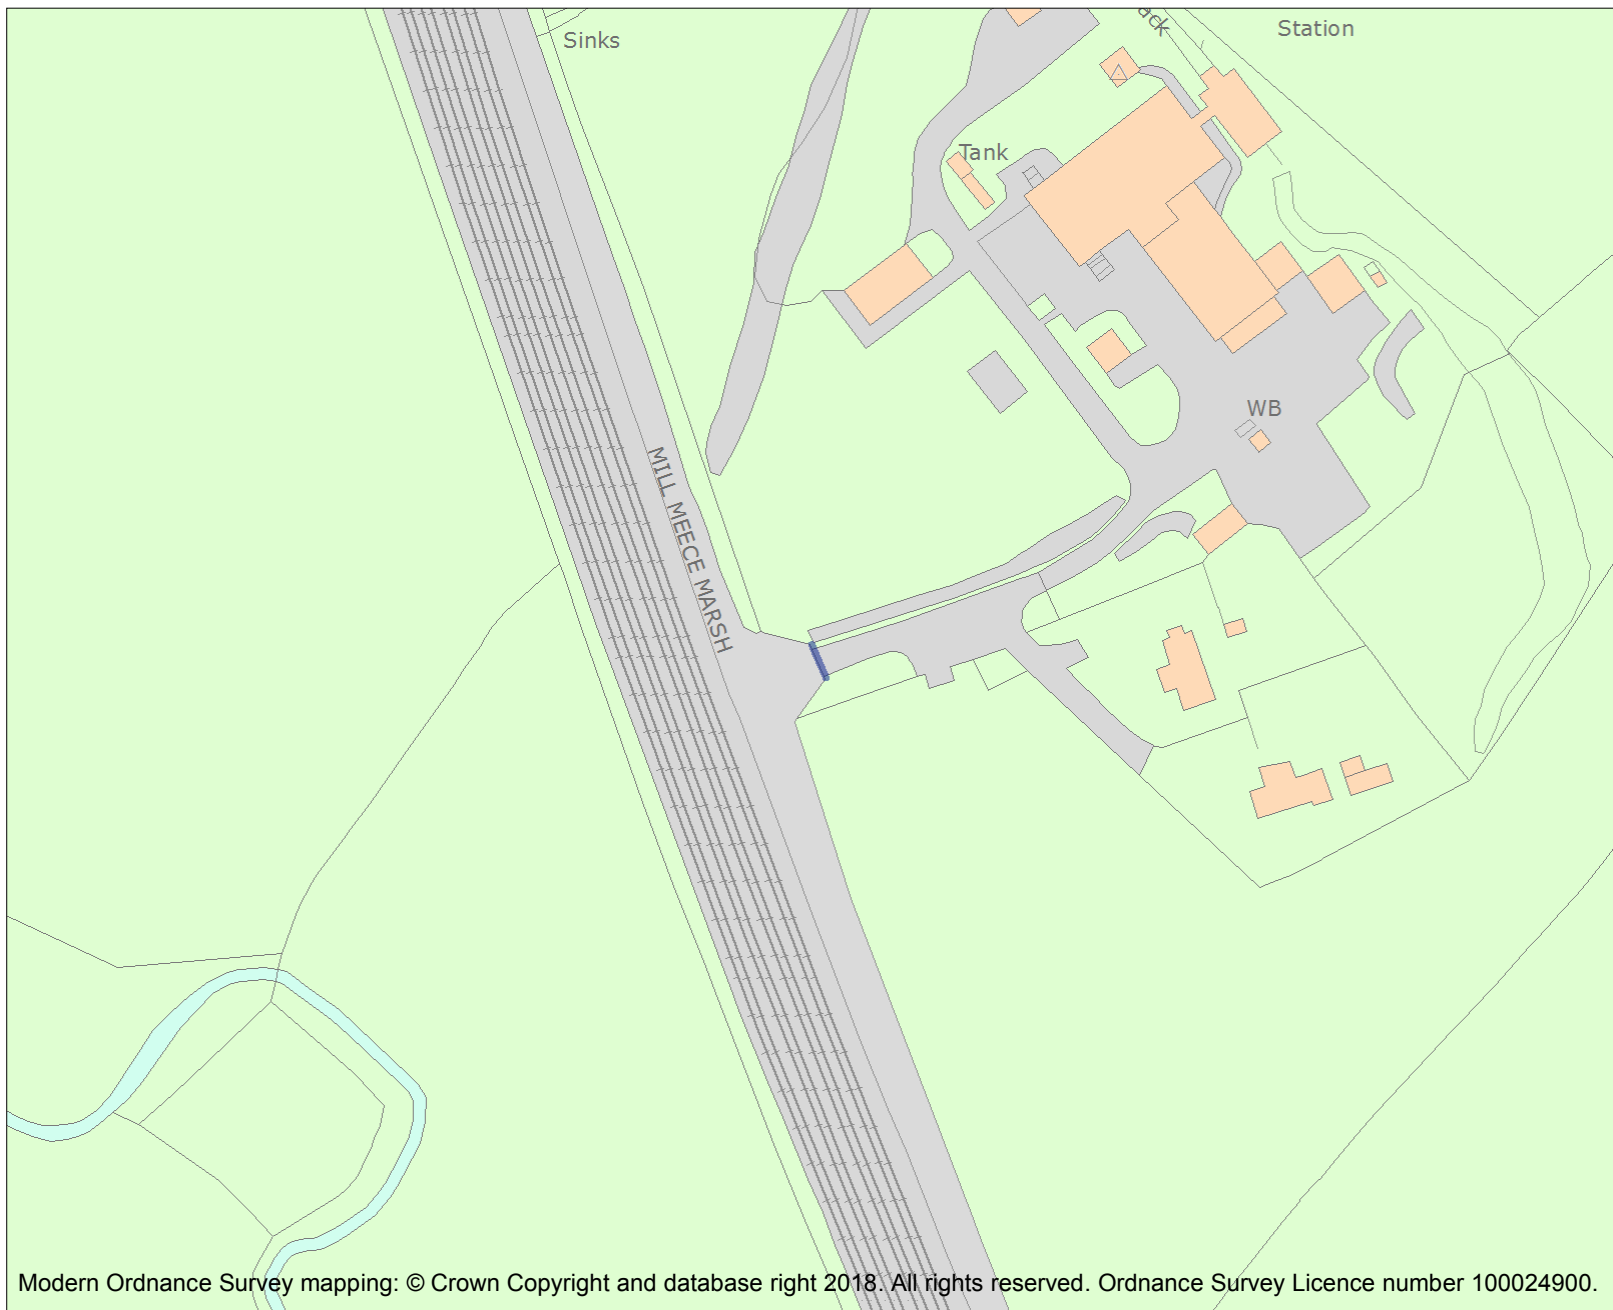 ack
Station
Sinks
Tank
WB
MILL MEECE MARSH
Modern Ordnance Survey mapping: © Crown Copyright and database right 2018. All rights reserved. Ordnance Survey Licence number 100024900.